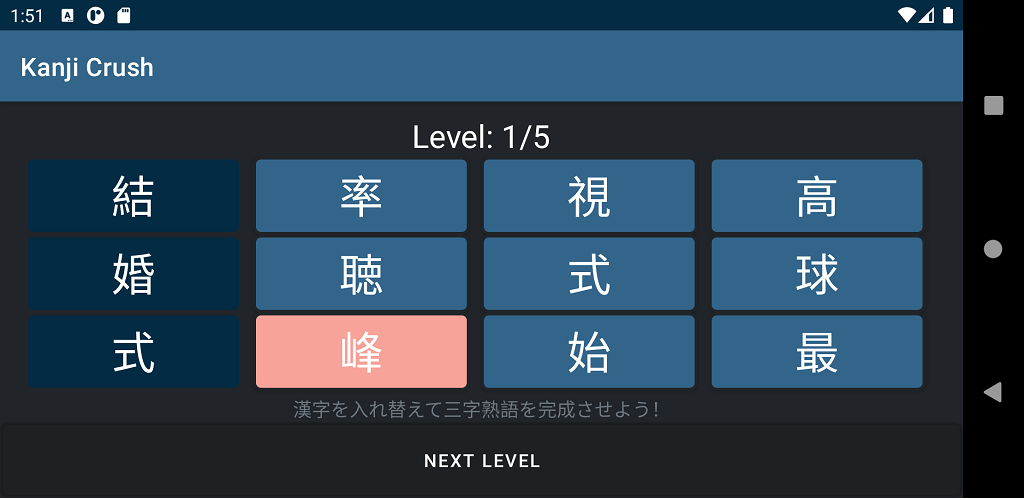 1:51
Kanji Crush
Level: 1/5
結 率 視 高
婚 聴 式 球
式 峰 始 最
漢字を入れ替えて三字熟語を完成させよう!
NEXT LEVEL